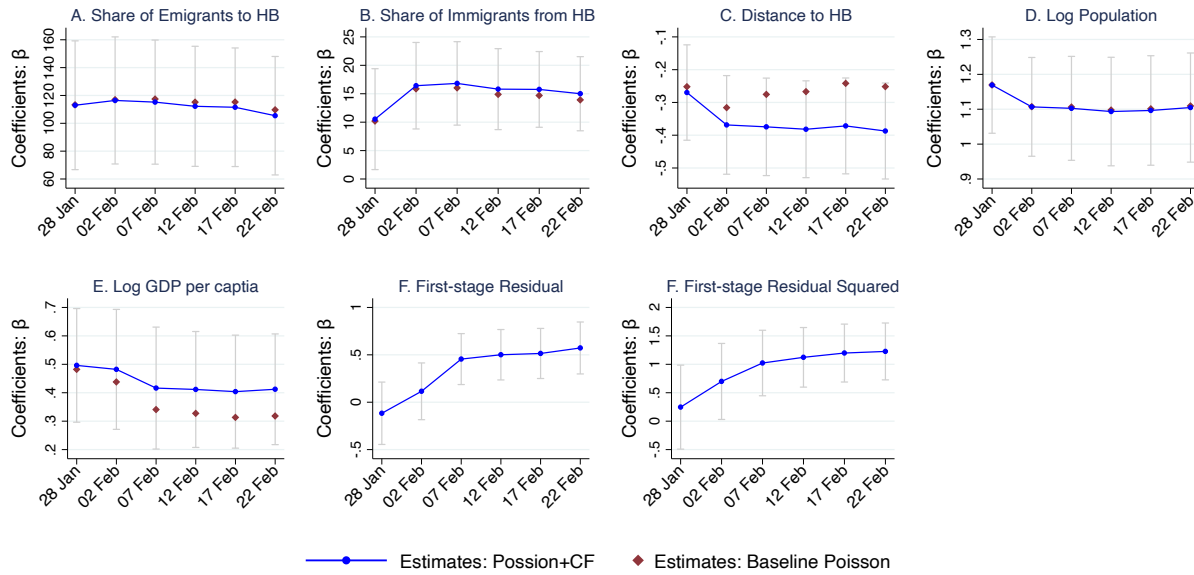 A. Share of Emigrants to HB
Coefficients: β
60 80 100 120 140 160
28 Jan 02 Feb 07 Feb 12 Feb 17 Feb 22 Feb
B. Share of Immigrants from HB
Coefficients: β
0 5 10 15 20 25
28 Jan 02 Feb 07 Feb 12 Feb 17 Feb 22 Feb
C. Distance to HB
Coefficients: β
-.5 -.4 -.3 -.2 -.1
28 Jan 02 Feb 07 Feb 12 Feb 17 Feb 22 Feb
D. Log Population
Coefficients: β
.9 1 1.1 1.2 1.3
28 Jan 02 Feb 07 Feb 12 Feb 17 Feb 22 Feb
E. Log GDP per captia
Coefficients: β
.2 .3 .4 .5 .6 .7
28 Jan 02 Feb 07 Feb 12 Feb 17 Feb 22 Feb
F. First-stage Residual
Coefficients: β
-.5 0 .5 1
28 Jan 02 Feb 07 Feb 12 Feb 17 Feb 22 Feb
F. First-stage Residual Squared
Coefficients: β
-.5 0 .5 1 1.5 2
28 Jan 02 Feb 07 Feb 12 Feb 17 Feb 22 Feb
Estimates: Possion+CF
Estimates: Baseline Poisson